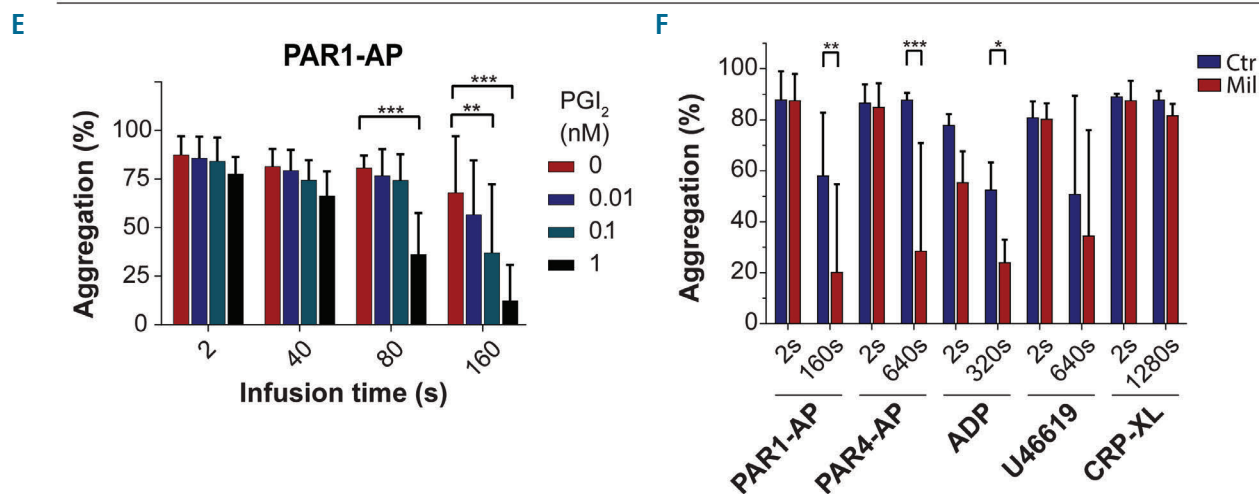 E
PAR1-AP
Aggregation (%)
100
75
50
25
0
***
***
**
PGI₂
(nM)
0
0.01
0.1
1
2
40
80
160
Infusion time (s)
F
Aggregation (%)
100
80
60
40
20
0
**
***
*
Ctr
Mil
2s
160s
2s
640s
2s
320s
2s
640s
2s
1280s
PAR1-AP
PAR4-AP
ADP
U46619
CRP-XL